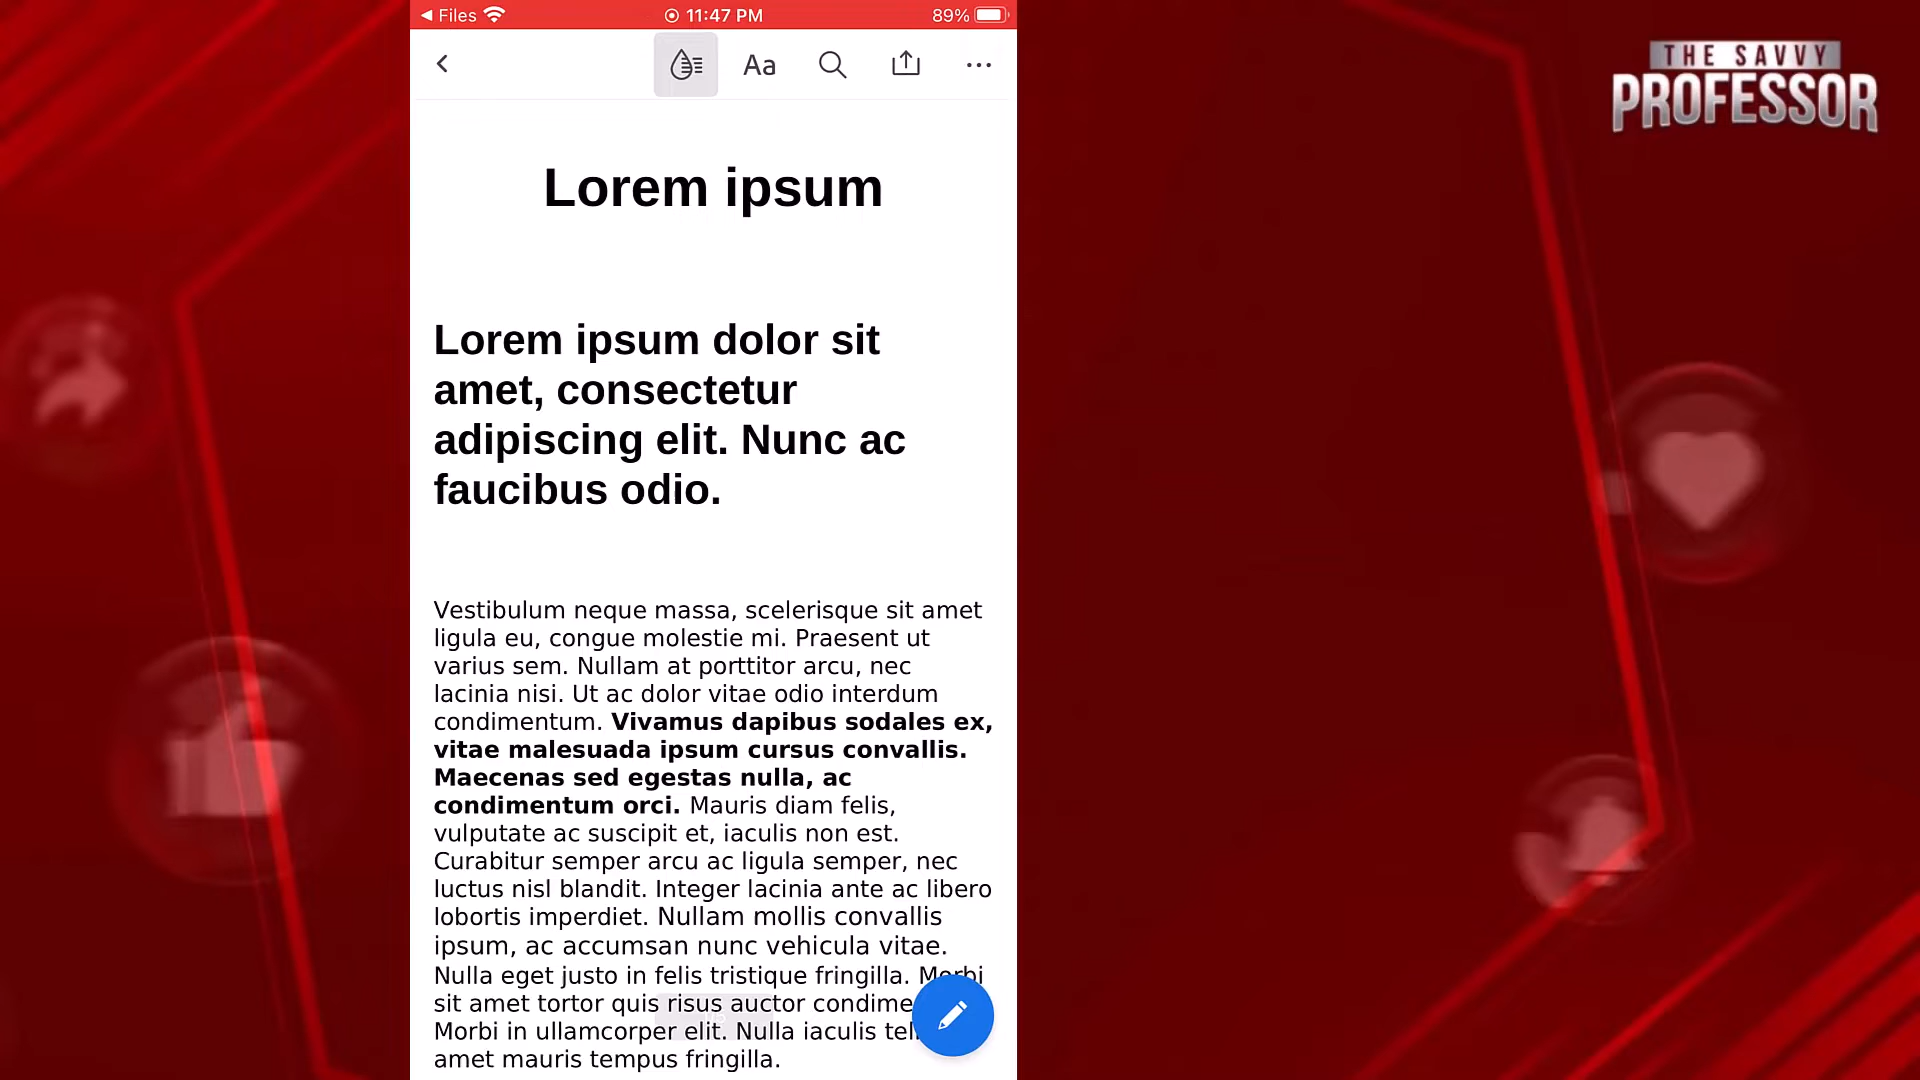 Files 11:47 PM 89%
Aa
THE SAVVY
PROFESSOR
Lorem ipsum
Lorem ipsum dolor sit
amet, consectetur
adipiscing elit. Nunc ac
faucibus odio.
Vestibulum neque massa, scelerisque sit amet
ligula eu, congue molestie mi. Praesent ut
varius sem. Nullam at porttitor arcu, nec
lacinia nisi. Ut ac dolor vitae odio interdum
condimentum. Vivamus dapibus sodales ex,
vitae malesuada ipsum cursus convallis.
Maecenas sed egestas nulla, ac
condimentum orci. Mauris diam felis,
vulputate ac suscipit et, iaculis non est.
Curabitur semper arcu ac ligula semper, nec
luctus nisl blandit. Integer lacinia ante ac libero
lobortis imperdiet. Nullam mollis convallis
ipsum, ac accumsan nunc vehicula vitae.
Nulla eget justo in felis tristique fringilla. Morbi
sit amet tortor quis risus auctor
Morbi in ullamcorper elit. Nulla iaculis
amet mauris tempus fringilla.